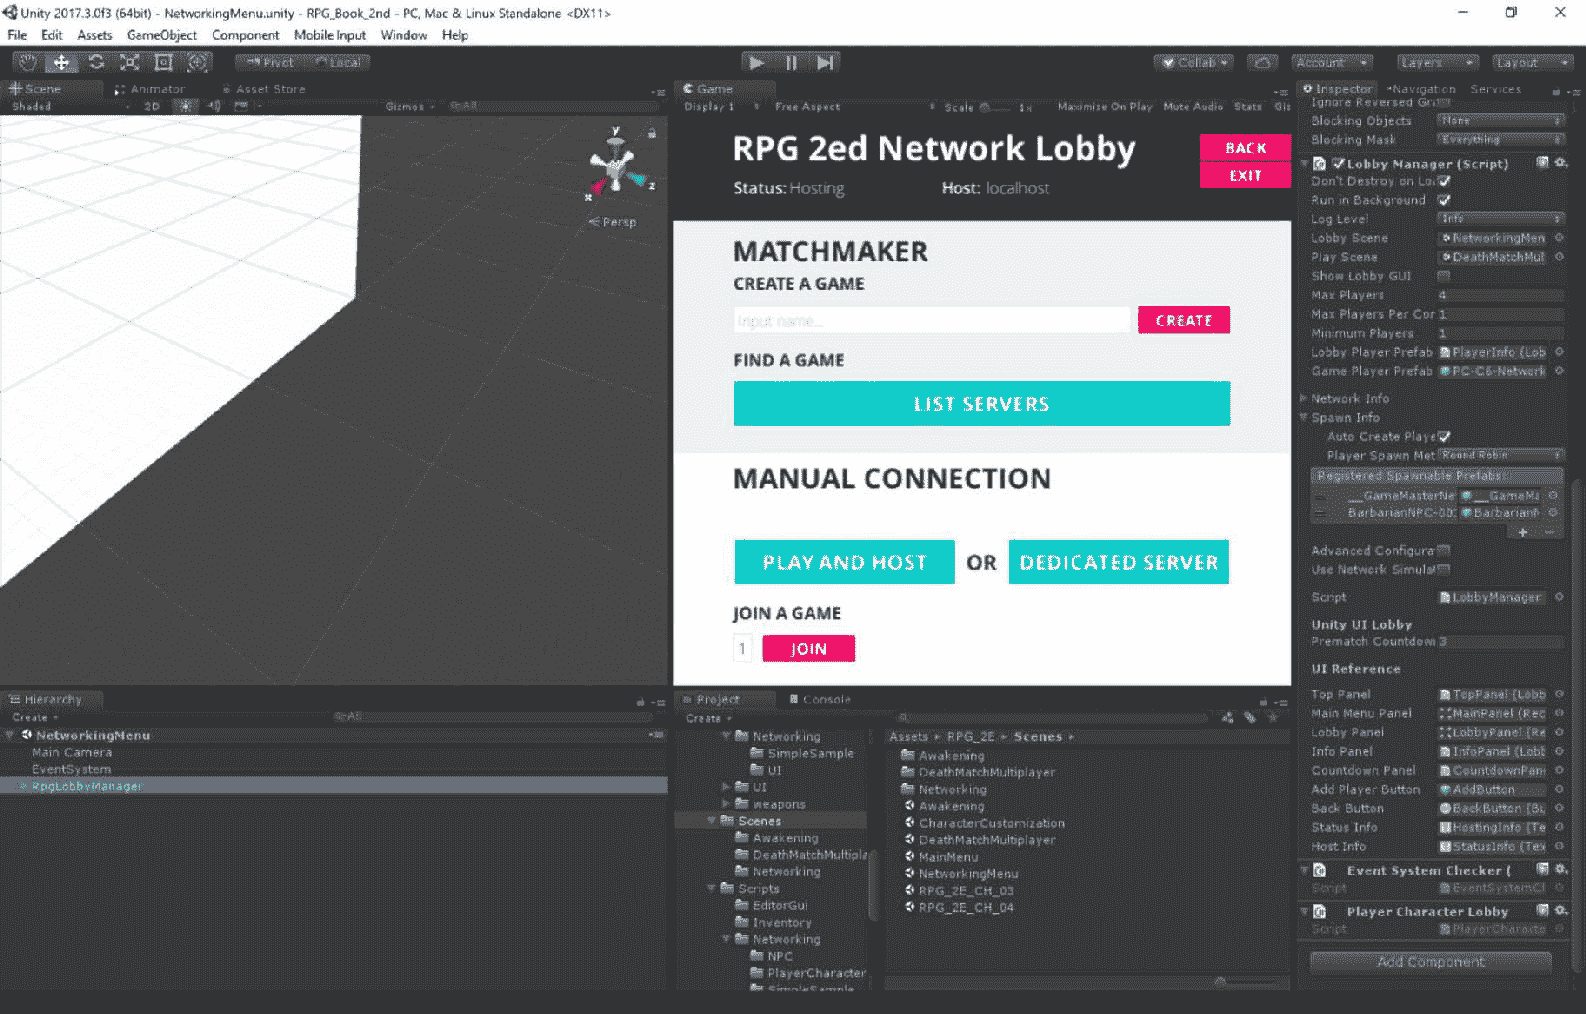 Unity 2017.3.0f3 (64bit) - NetworkingMenu.unity - RPG_Book_2nd - PC, Mac & Linux Standalone <DX11>
File Edit Assets GameObject Component Mobile Input Window Help
Pivot Local Collab Account Layers Layout
Scene Animator Asset Store
Shaded 2D Gizmos All
y
z
x
Persp
Game
Display 1 Free Aspect Scale 1x Maximize On Play Mute Audio Stats Giz
RPG 2ed Network Lobby
BACK
EXIT
Status: Hosting Host: localhost
MATCHMAKER
CREATE A GAME
Input name...
CREATE
FIND A GAME
LIST SERVERS
MANUAL CONNECTION
PLAY AND HOST OR DEDICATED SERVER
JOIN A GAME
1 JOIN
Hierarchy
Create All
NetworkingMenu
Main Camera
EventSystem
RpgLobbyManager
Project Console
Create
Networking
SimpleSample
UI
UI
weapons
Scenes
Awakening
DeathMatchMultipla
Networking
Scripts
EditorGui
Inventory
Networking
NPC
PlayerCharacter
SimpleSample
Assets RPG_2E Scenes
Awakening
DeathMatchMultiplayer
Networking
Awakening
CharacterCustomization
DeathMatchMultiplayer
MainMenu
NetworkingMenu
RPG_2E_CH_03
RPG_2E_CH_04
Inspector Navigation Services
Ignore Reversed Gra
Blocking Objects None
Blocking Mask Everything
Lobby Manager (Script)
Don't Destroy on Loa
Run in Background
Log Level Info
Lobby Scene NetworkingMen
Play Scene DeathMatchMul
Show Lobby GUI
Max Players 4
Max Players Per Con 1
Minimum Players 1
Lobby Player Prefab PlayerInfo (Lob
Game Player Prefab PC-C6-Network
Network Info
Spawn Info
Auto Create Playe
Player Spawn Met Round Robin
Registered Spawnable Prefabs:
__GameMasterNe __GameMa
BarbarianNPC-00 BarbarianN
+ -
Advanced Configura
Use Network Simulat
Script LobbyManager
Unity UI Lobby
Prematch Countdown 3
UI Reference
Top Panel TopPanel (Lobb
Main Menu Panel MainPanel (Rec
Lobby Panel LobbyPanel (Re
Info Panel InfoPanel (Lobb
Countdown Panel CountdownPan
Add Player Button AddButton
Back Button BackButton (Bu
Status Info HostingInfo (Te
Host Info StatusInfo (Tex
Event System Checker (
Script EventSystemCh
Player Character Lobby
Script PlayerCharacte
Add Component